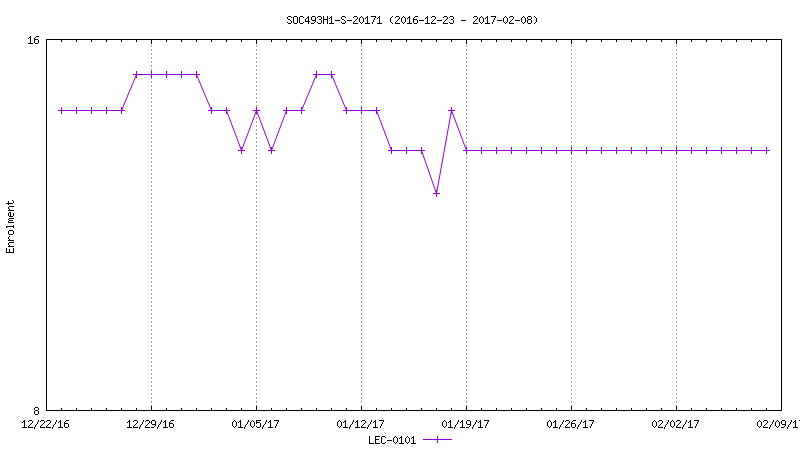 SOC493H1-S-20171 (2016-12-23 - 2017-02-08)
16
Enrolment
8
12/22/16 12/29/16 01/05/17 01/12/17 01/19/17 01/26/17 02/02/17 02/09/1
LEC-0101